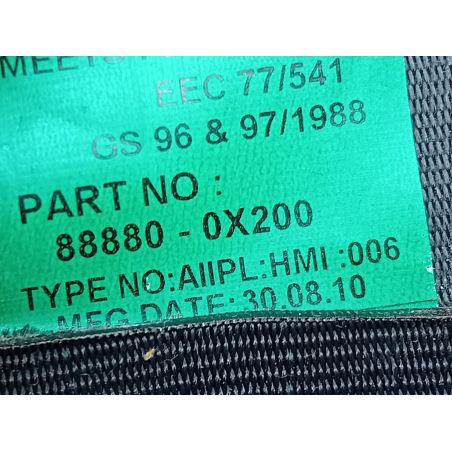 MEETS
EEC 77/541
GS 96 & 97/1988
PART NO :
88880 - 0X200
TYPE NO:AIIPL:HMI :006
MFG DATE: 30.08.10